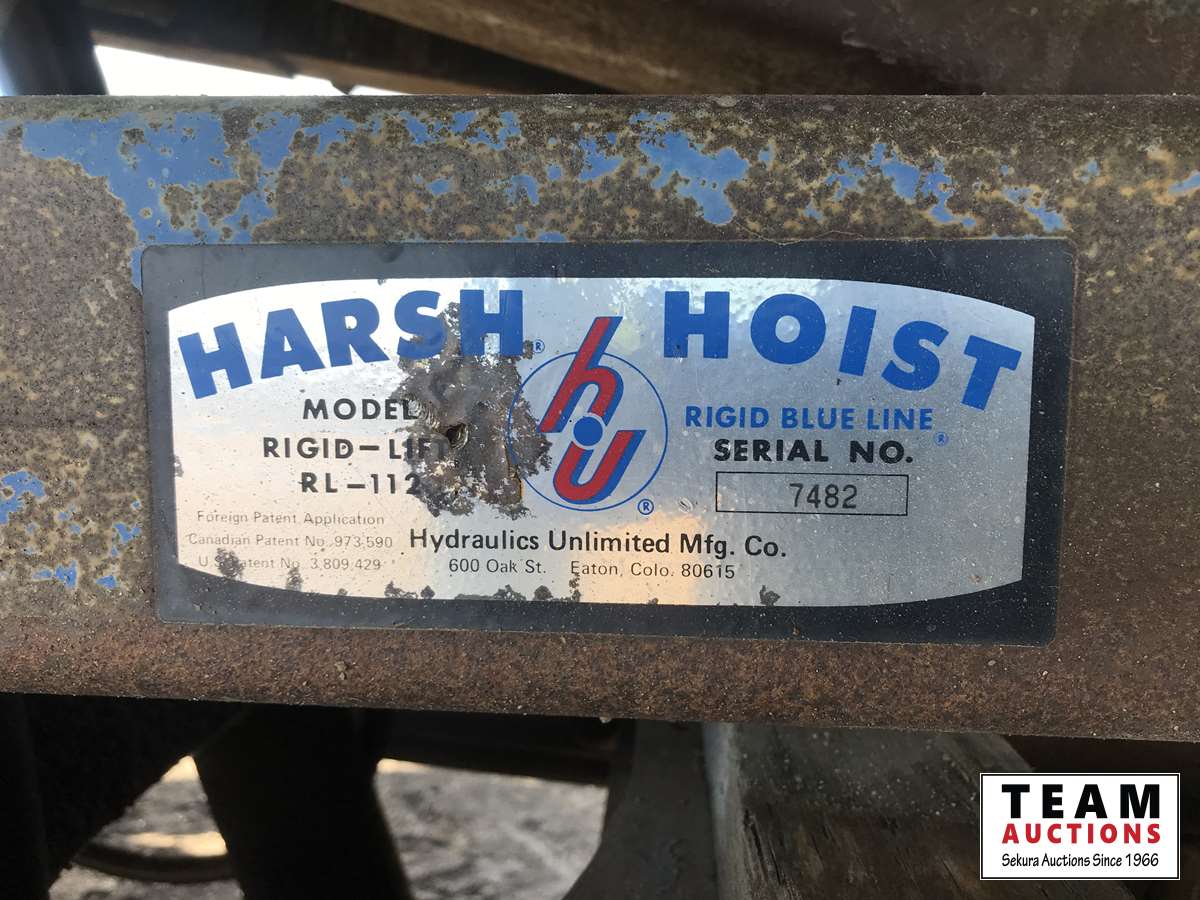 HARSH® HOIST
hu®
MODEL
RIGID-LIFT
RL-112
RIGID BLUE LINE®
SERIAL NO.
7482
Foreign Patent Application
Canadian Patent No. 973,590
U.S. Patent No. 3,809,429
Hydraulics Unlimited Mfg. Co.
600 Oak St. Eaton, Colo. 80615
TEAM
AUCTIONS
Sekura Auctions Since 1966